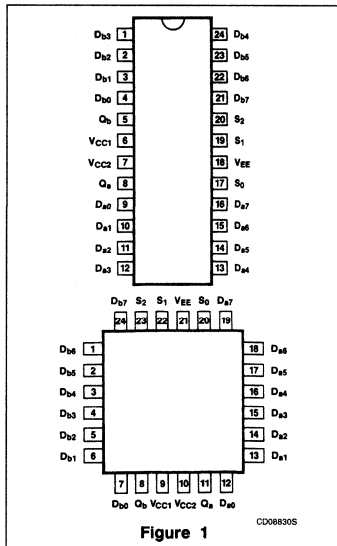 Db3 1 24 Db4
Db2 2 23 Db5
Db1 3 22 Db6
Db0 4 21 Db7
Qb 5 20 S2
VCC1 6 19 S1
VCC2 7 18 VEE
Qa 8 17 S0
Da0 9 16 Da7
Da1 10 15 Da6
Da2 11 14 Da5
Da3 12 13 Da4
Db7 S2 S1 VEE S0 Da7
24 23 22 21 20 19
Db6 1 18 Da6
Db5 2 17 Da5
Db4 3 16 Da4
Db3 4 15 Da3
Db2 5 14 Da2
Db1 6 13 Da1
7 8 9 10 11 12
Db0 Qb VCC1 VCC2 Qa Da0
CD08830S
Figure 1